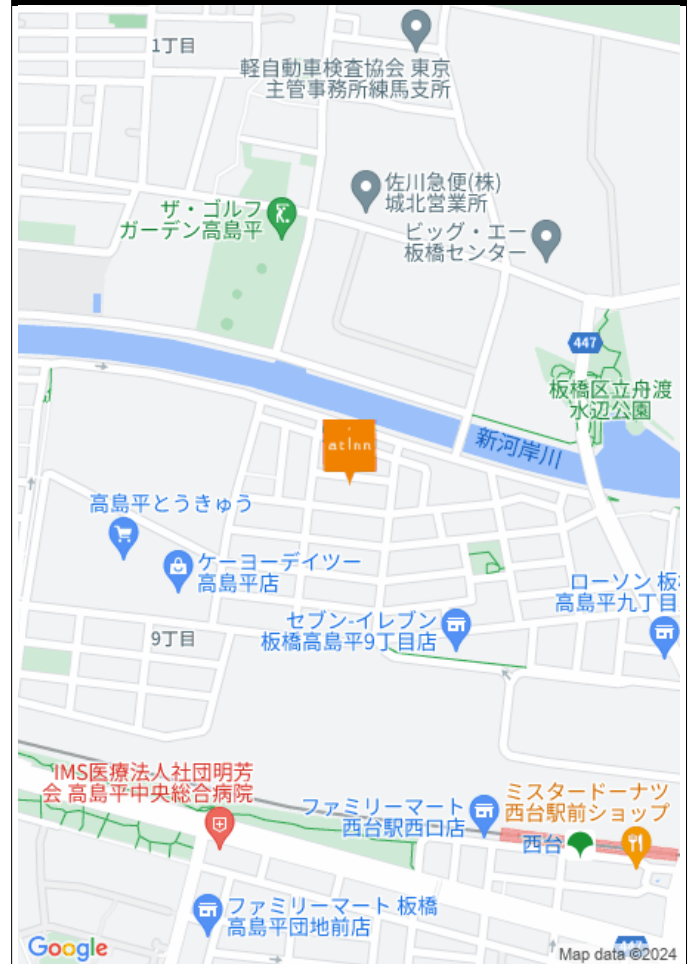 1丁目
軽自動車検査協会 東京
主管事務所練馬支所
佐川急便(株)
城北営業所
ザ・ゴルフ
ガーデン高島平
ビッグ・エー
板橋センター
447
板橋区立舟渡
水辺公園
atInn
新河岸川
高島平とうきゅう
ケーヨーデイツー
高島平店
ローソン 板
高島平九丁目
セブン-イレブン
板橋高島平9丁目店
9丁目
IMS医療法人社団明芳
会 高島平中央総合病院
ファミリーマート
西台駅西口店
ミスタードーナツ
西台駅前ショップ
西台
ファミリーマート 板橋
高島平団地前店
447
Google
Map data ©2024